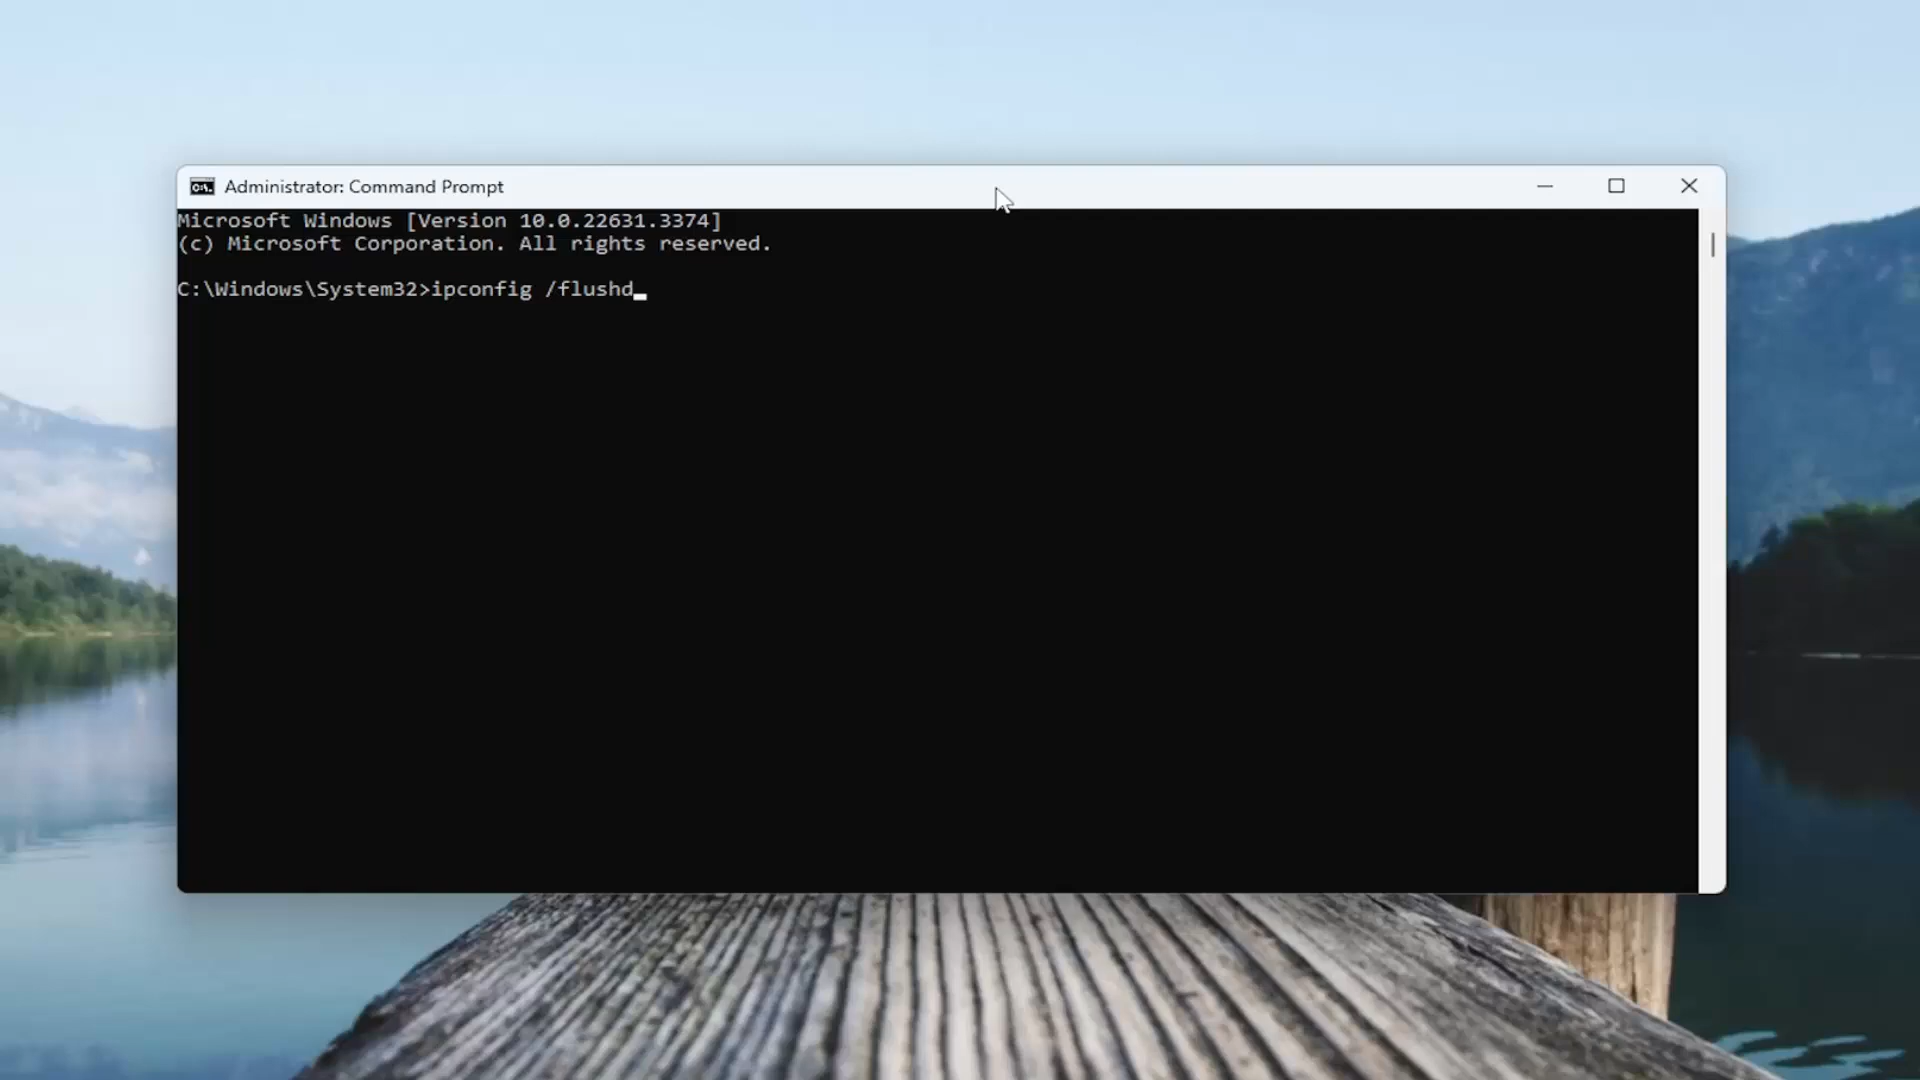 Administrator: Command Prompt
Microsoft Windows [Version 10.0.22631.3374]
(c) Microsoft Corporation. All rights reserved.
C:\Windows\System32>ipconfig /flushd